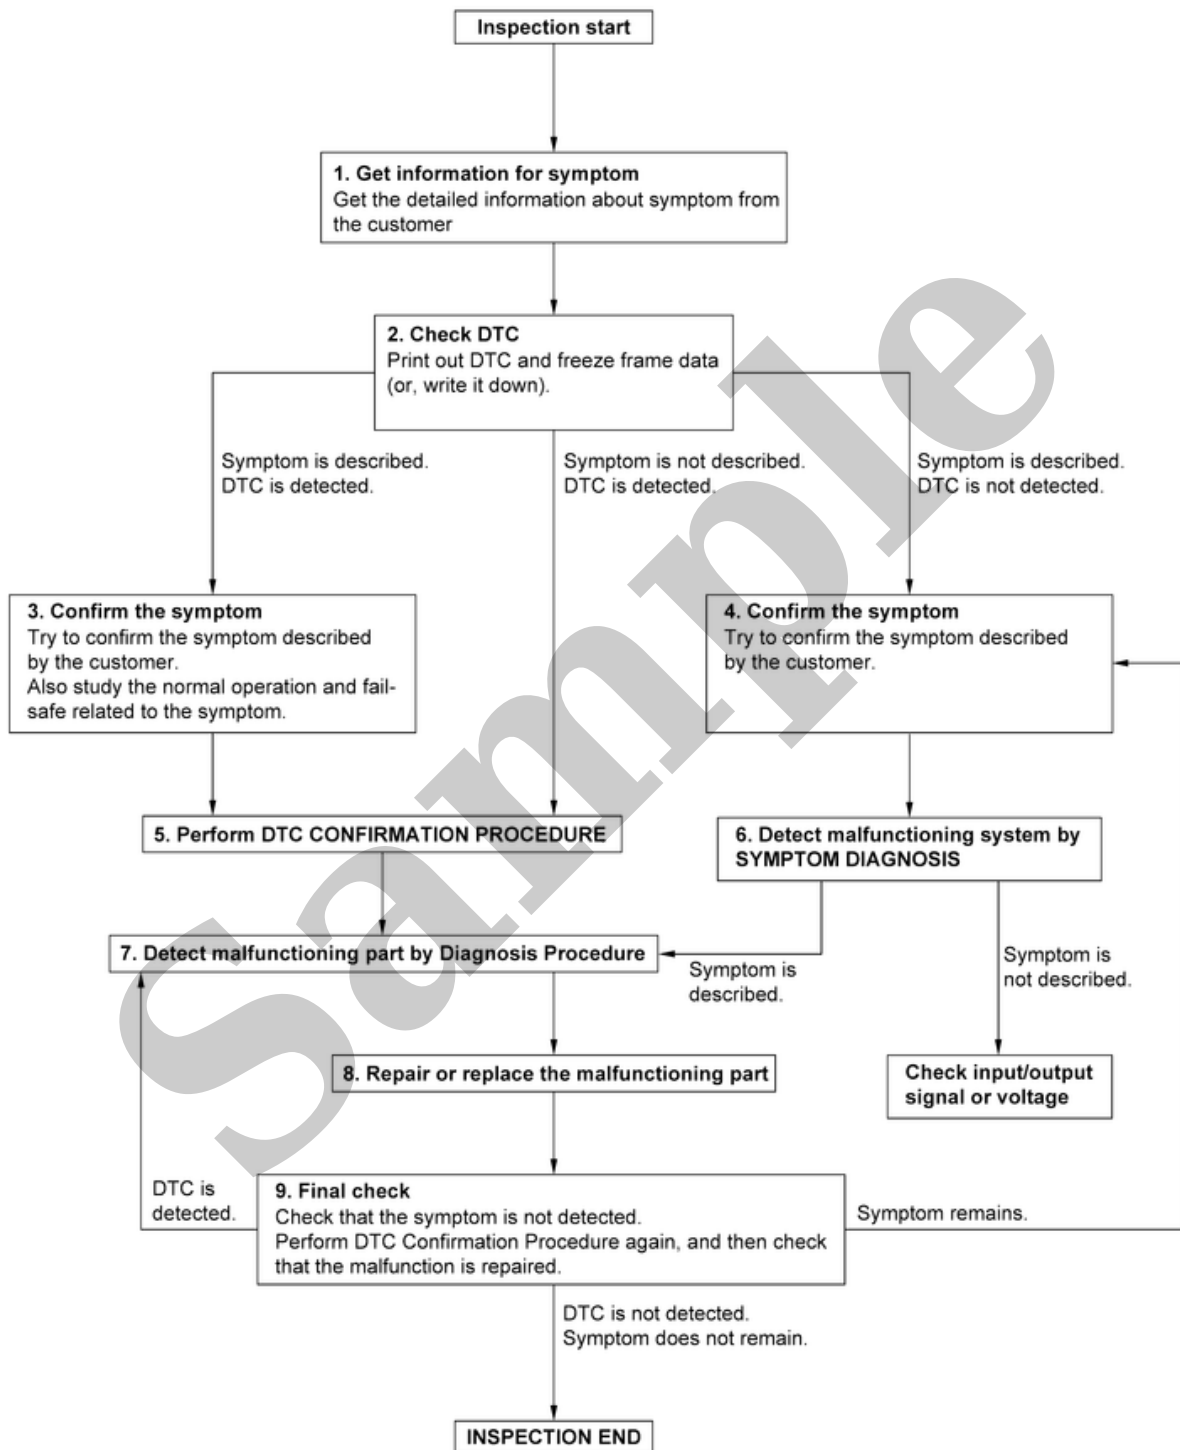 Inspection start
1. Get information for symptom
Get the detailed information about symptom from
the customer
2. Check DTC
Print out DTC and freeze frame data
(or, write it down).
Symptom is described.
DTC is detected.
Symptom is not described.
DTC is detected.
Symptom is described.
DTC is not detected.
3. Confirm the symptom
Try to confirm the symptom described
by the customer.
Also study the normal operation and fail-
safe related to the symptom.
4. Confirm the symptom
Try to confirm the symptom described
by the customer.
5. Perform DTC CONFIRMATION PROCEDURE
6. Detect malfunctioning system by
SYMPTOM DIAGNOSIS
7. Detect malfunctioning part by Diagnosis Procedure
Symptom is
described.
Symptom is
not described.
8. Repair or replace the malfunctioning part
Check input/output
signal or voltage
DTC is
detected.
9. Final check
Check that the symptom is not detected.
Perform DTC Confirmation Procedure again, and then check
that the malfunction is repaired.
Symptom remains.
DTC is not detected.
Symptom does not remain.
INSPECTION END
Sample